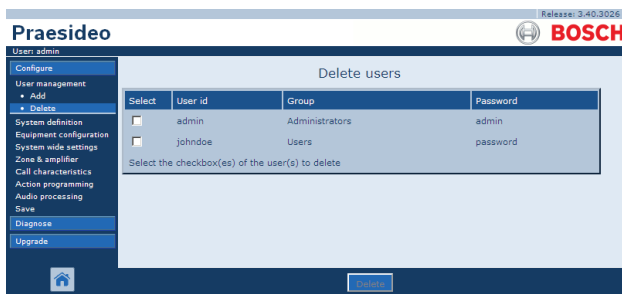 Release: 3.40.3026
Praesideo
BOSCH
User: admin
Configure
User management
• Add
• Delete
System definition
Equipment configuration
System wide settings
Zone & amplifier
Call characteristics
Action programming
Audio processing
Save
Diagnose
Upgrade
Delete users
Select User id Group Password
admin Administrators admin
johndoe Users password
Select the checkbox(es) of the user(s) to delete
Delete